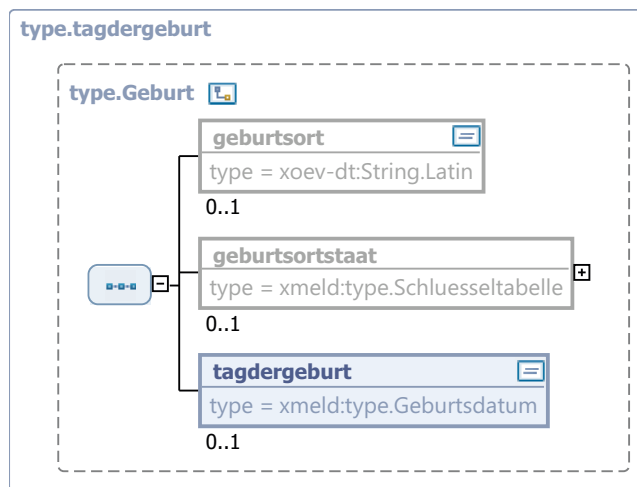 type.tagdergeburt
type.Geburt
geburtsort
type = xoev-dt:String.Latin
0..1
geburtsortstaat
type = xmeld:type.Schluesseltabelle
0..1
tagdergeburt
type = xmeld:type.Geburtsdatum
0..1